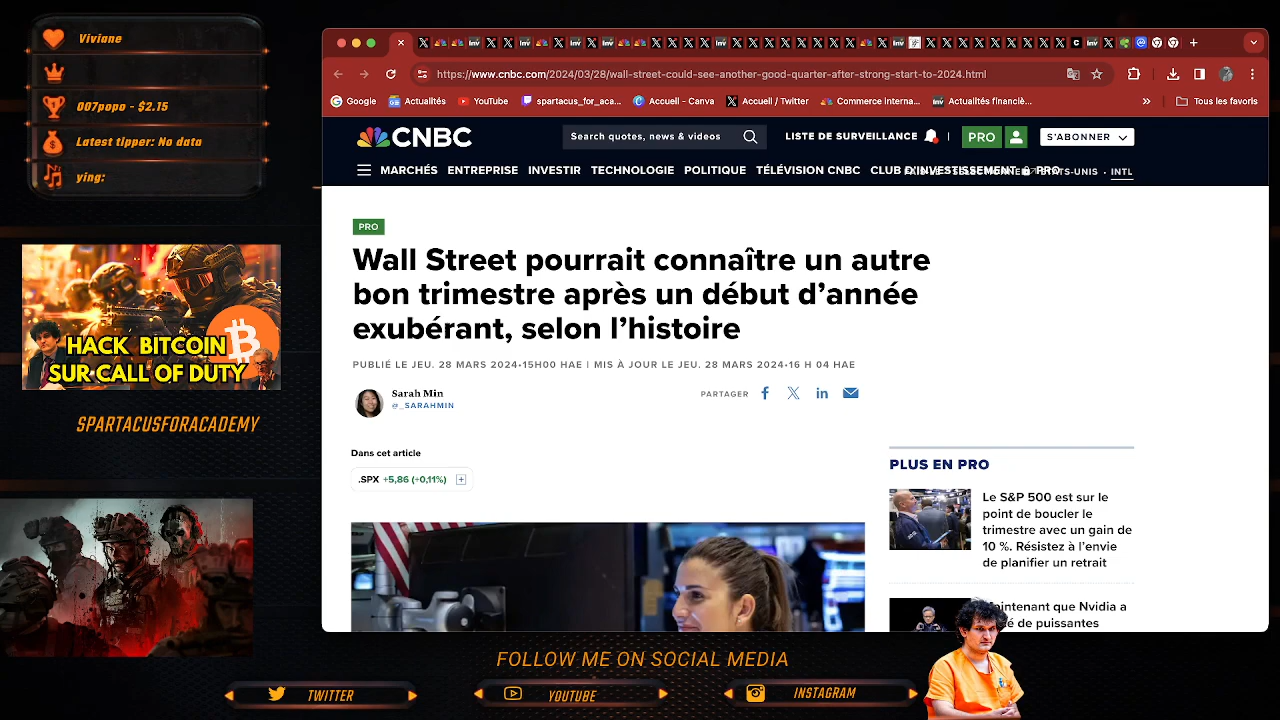 Viviane
007popo - $2.15
Latest tipper: No data
ying:
HACK BITCOIN
SUR CALL OF DUTY
SPARTACUSFORACADEMY
https://www.cnbc.com/2024/03/28/wall-street-could-see-another-good-quarter-after-strong-start-to-2024.html
Google Actualités YouTube spartacus_for_aca... Accueil - Canva Accueil / Twitter Commerce interna... Actualités financiè... » Tous les favoris
CNBC
Search quotes, news & videos
LISTE DE SURVEILLANCE
PRO
S'ABONNER
MARCHÉS ENTREPRISE INVESTIR TECHNOLOGIE POLITIQUE TÉLÉVISION CNBC CLUB D'INVESTISSEMENT PRO
INTL
PRO
Wall Street pourrait connaître un autre
bon trimestre après un début d’année
exubérant, selon l’histoire
PUBLIÉ LE JEU. 28 MARS 2024•15H00 HAE | MIS À JOUR LE JEU. 28 MARS 2024•16 H 04 HAE
Sarah Min
@_SARAHMIN
PARTAGER
Dans cet article
.SPX +5,86 (+0,11%)
PLUS EN PRO
Le S&P 500 est sur le
point de boucler le
trimestre avec un gain de
10 %. Résistez à l’envie
de planifier un retrait
que Nvidia a
de puissantes
FOLLOW ME ON SOCIAL MEDIA
TWITTER
YOUTUBE
INSTAGRAM